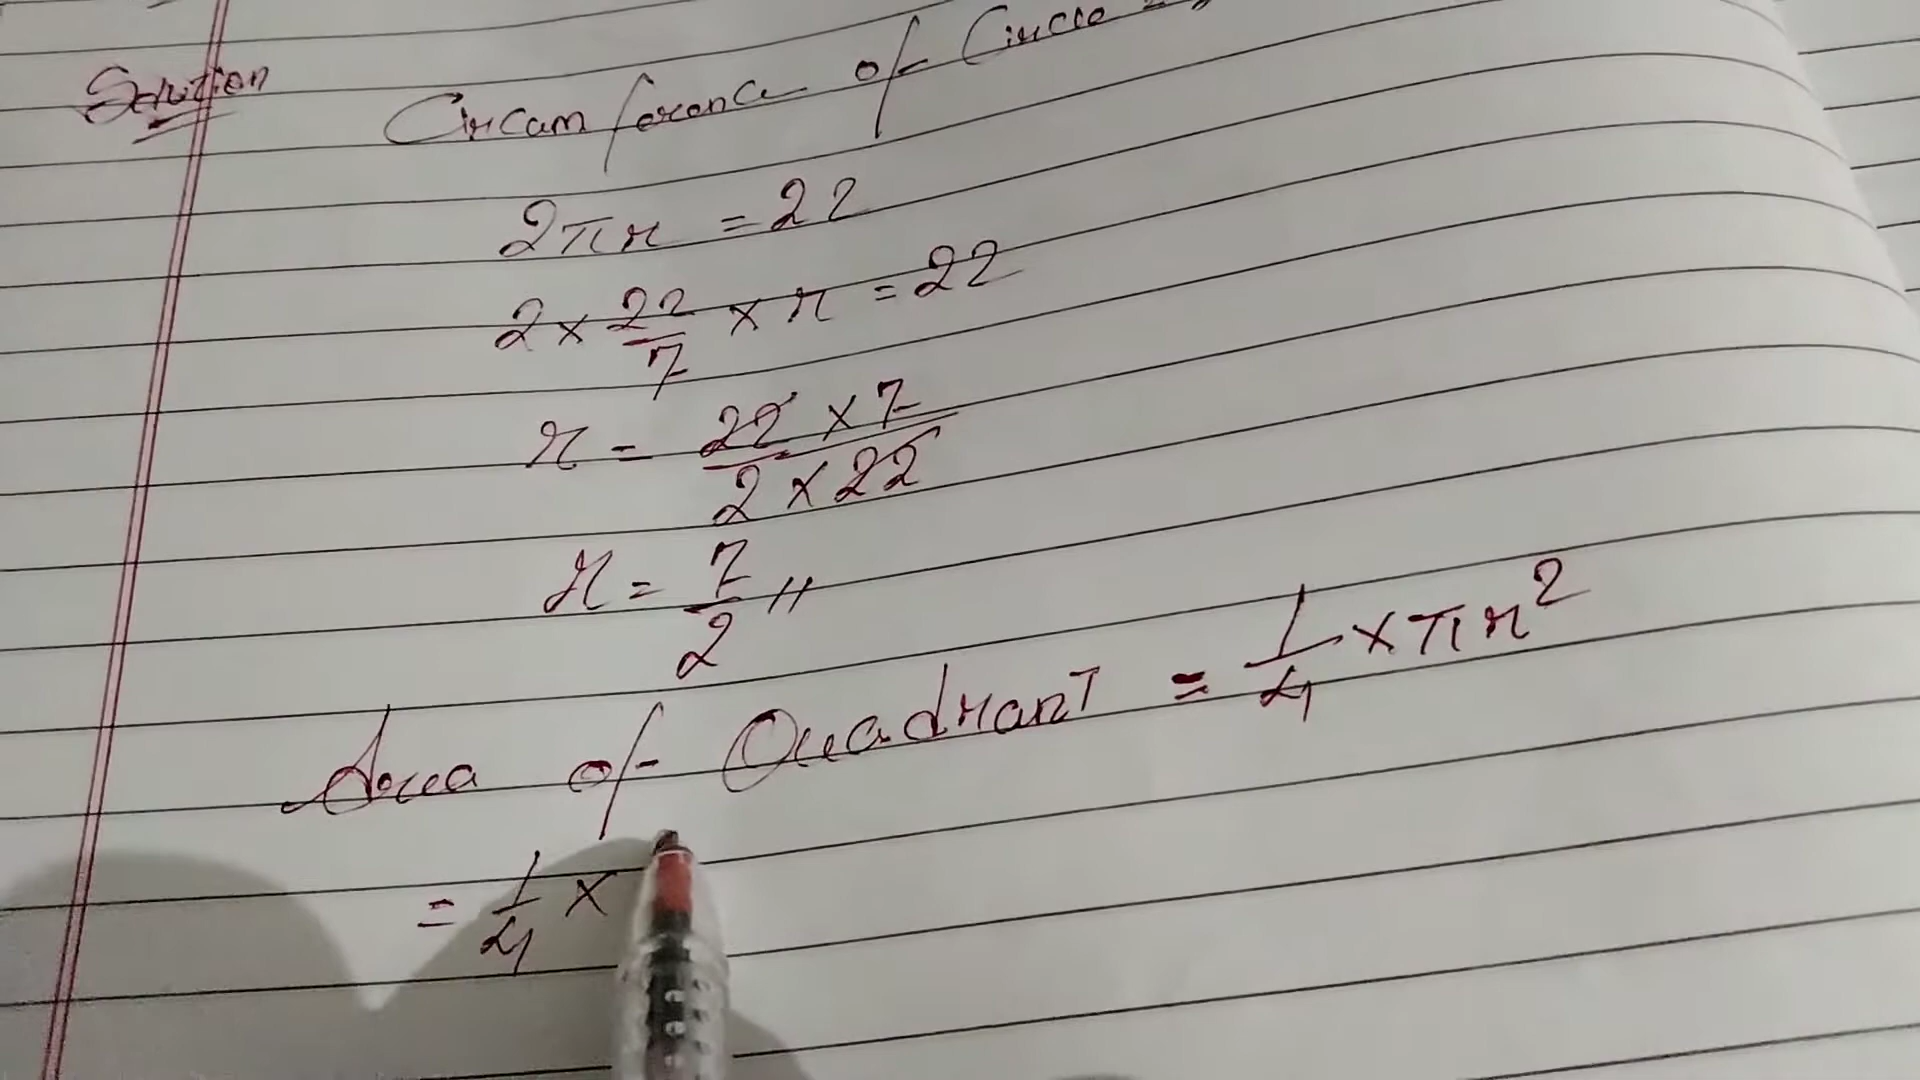 Solution
Circumference of Circle =
2πr = 22
2 × 22/7 × r = 22
r = 22 × 7 / 2 × 22
r = 7/2 "
Area of Quadrant = 1/4 × πr²
= 1/4 ×